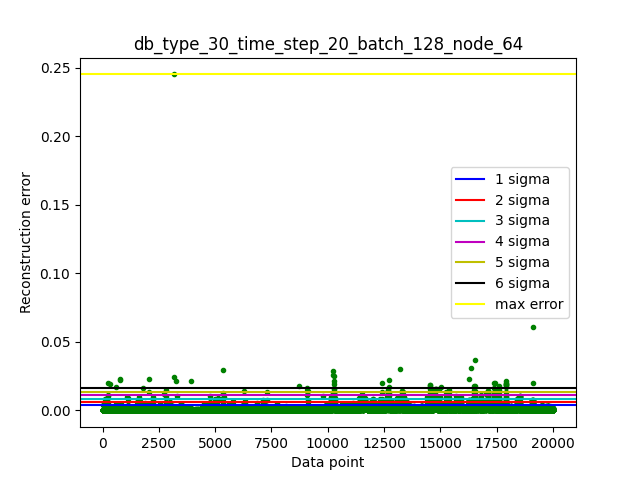 db_type_30_time_step_20_batch_128_node_64
0.25
0.20
0.15
0.10
0.05
0.00
Reconstruction error
1 sigma
2 sigma
3 sigma
4 sigma
5 sigma
6 sigma
max error
0 2500 5000 7500 10000 12500 15000 17500 20000
Data point